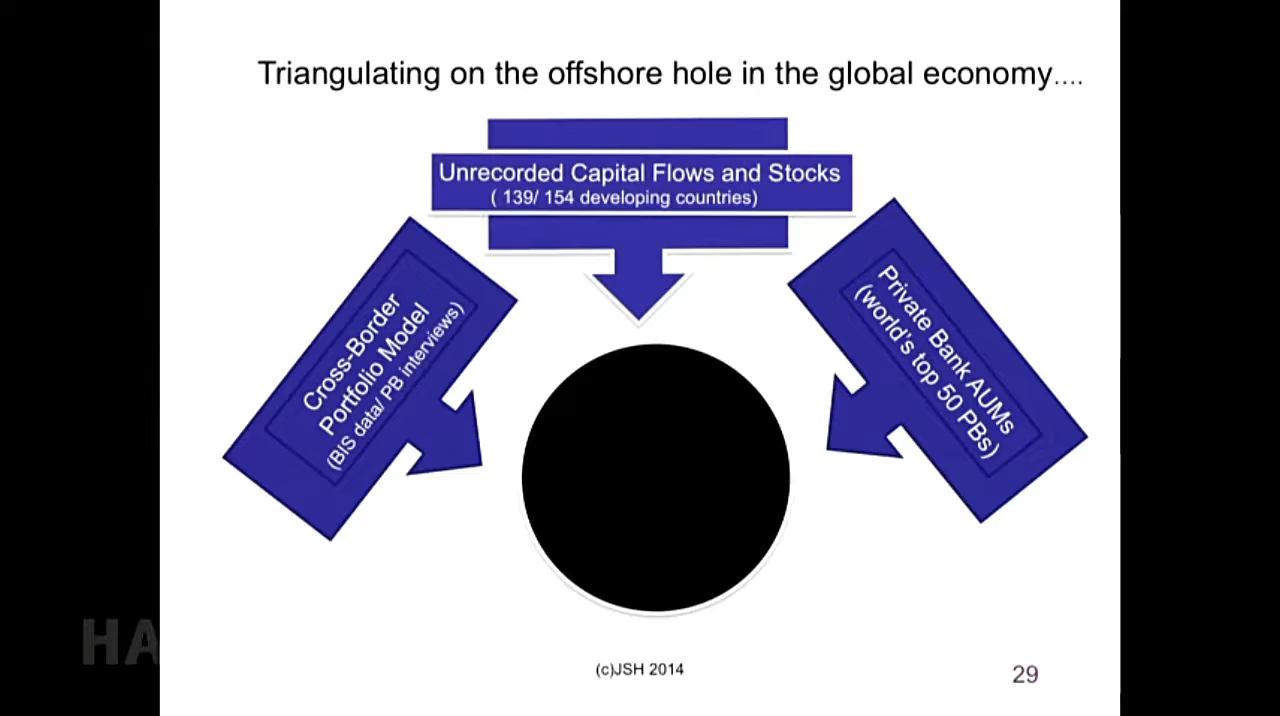 Triangulating on the offshore hole in the global economy....
Unrecorded Capital Flows and Stocks
( 139/ 154 developing countries)
Cross-Border
Portfolio Model
(BIS data/ PB interviews)
Private Bank AUMs
(world's top 50 PBs)
HA
(c)JSH 2014
29